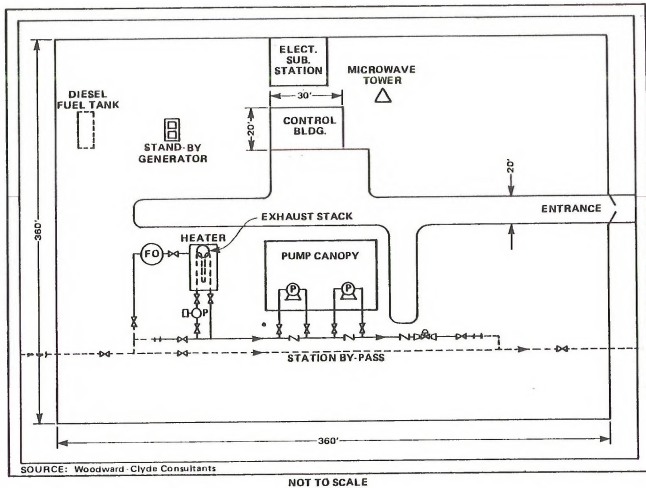 ELECT.
SUB.
STATION
MICROWAVE
TOWER
DIESEL
FUEL TANK
30'
CONTROL
BLDG.
20'
STAND-BY
GENERATOR
20'
ENTRANCE
360'
EXHAUST STACK
HEATER
FO
PUMP CANOPY
P
P
P
STATION BY-PASS
360'
SOURCE: Woodward-Clyde Consultants
NOT TO SCALE